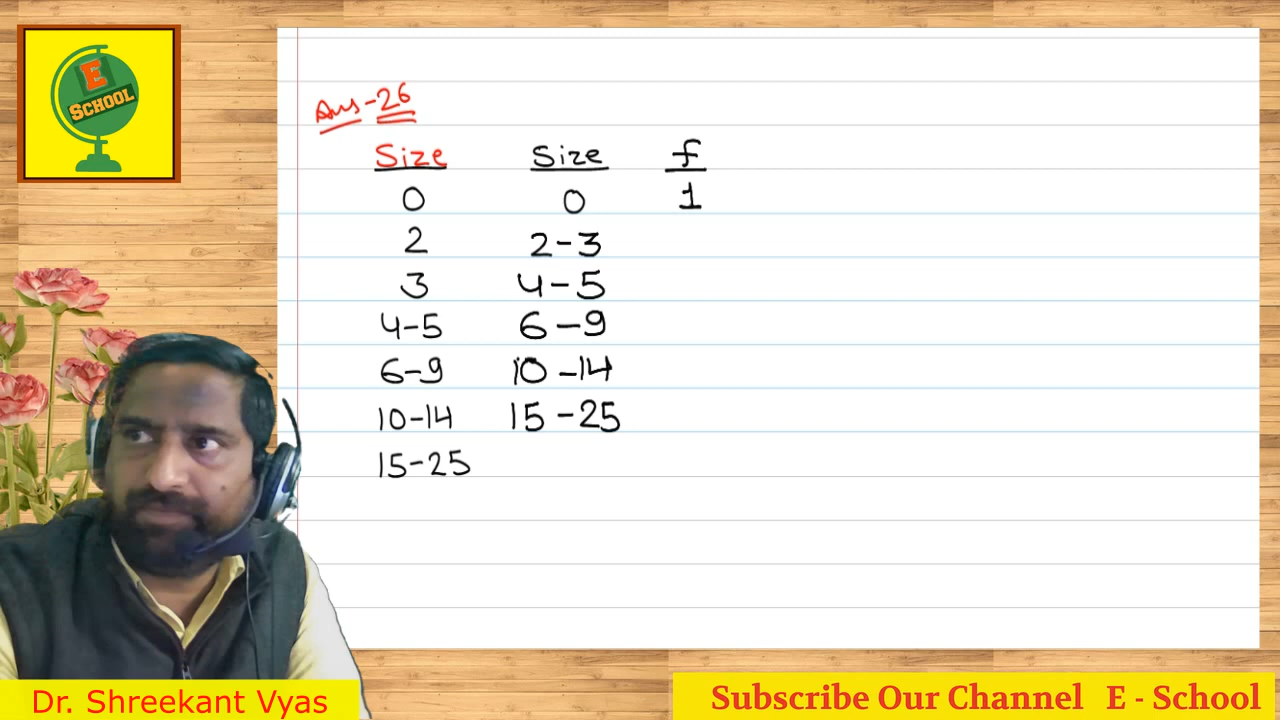 E
SCHOOL
Ans-26
Size Size f
0 0 1
2 2-3
3 4-5
4-5 6-9
6-9 10-14
10-14 15-25
15-25
Dr. Shreekant Vyas
Subscribe Our Channel E - School